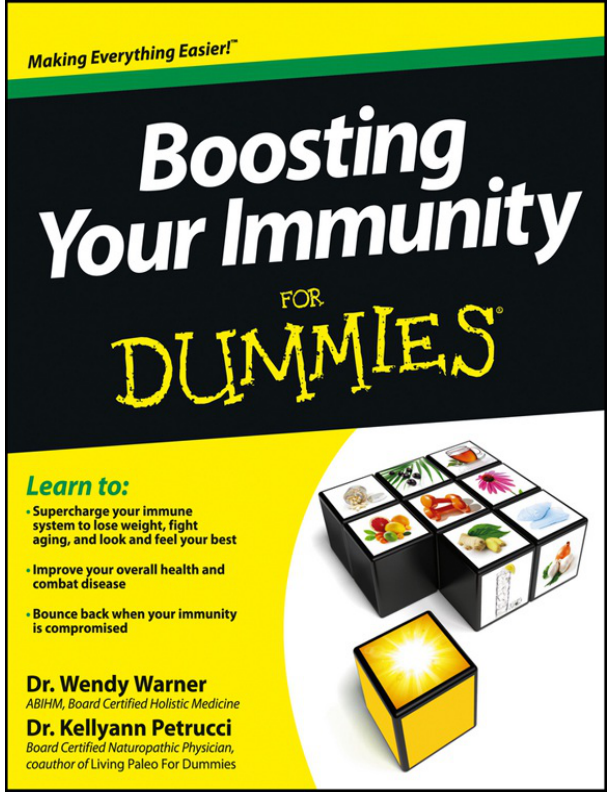 Making Everything Easier!™
Boosting
Your Immunity
FOR
DUMMIES®
Learn to:
• Supercharge your immune
system to lose weight, fight
aging, and look and feel your best
• Improve your overall health and
combat disease
• Bounce back when your immunity
is compromised
Dr. Wendy Warner
ABIHM, Board Certified Holistic Medicine
Dr. Kellyann Petrucci
Board Certified Naturopathic Physician,
coauthor of Living Paleo For Dummies